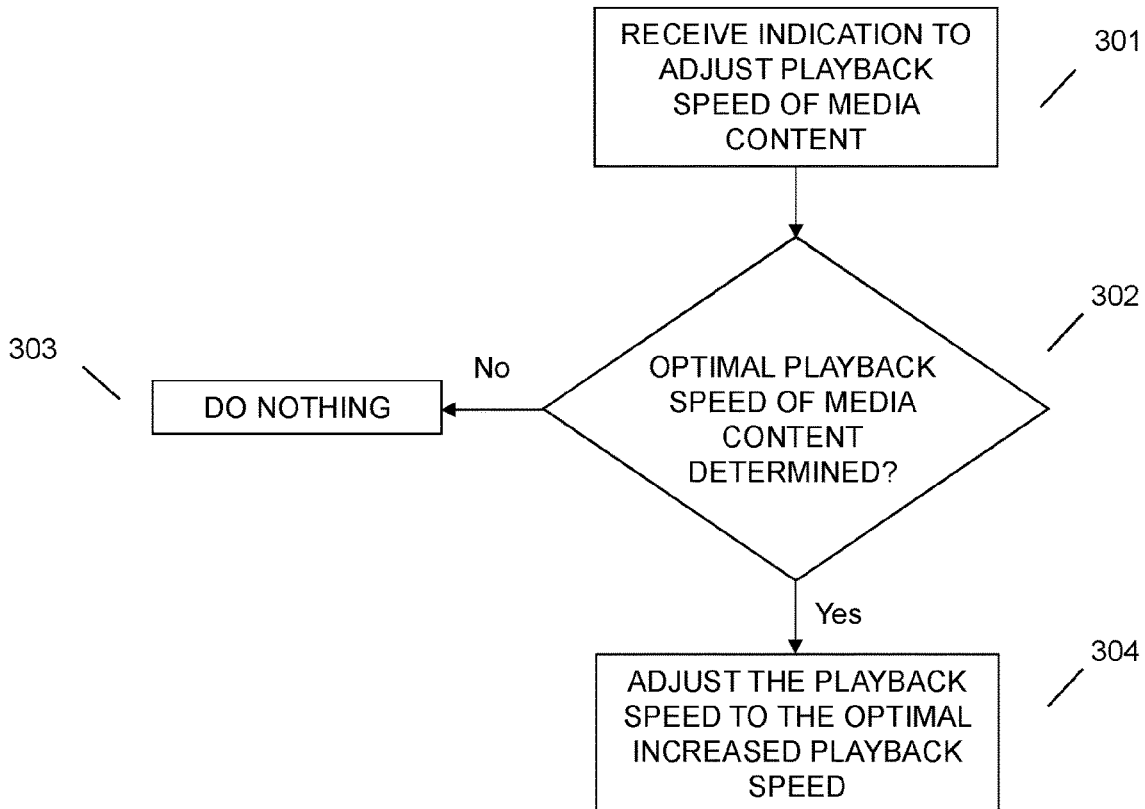 RECEIVE INDICATION TO
ADJUST PLAYBACK
SPEED OF MEDIA
CONTENT
301
302
303
No
DO NOTHING
OPTIMAL PLAYBACK
SPEED OF MEDIA
CONTENT
DETERMINED?
Yes
304
ADJUST THE PLAYBACK
SPEED TO THE OPTIMAL
INCREASED PLAYBACK
SPEED